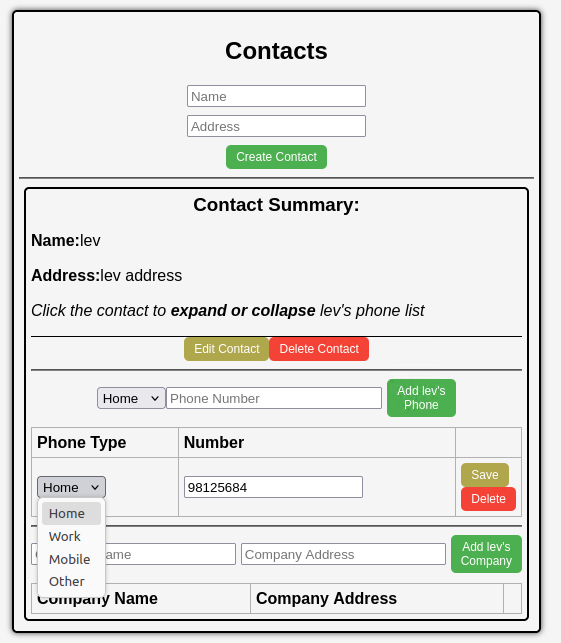 Contacts
Name
Address
Create Contact
Contact Summary:
Name:lev
Address:lev address
Click the contact to expand or collapse lev's phone list
Edit Contact Delete Contact
Home Phone Number Add lev's
Phone
Phone Type Number
Home 98125684 Save
Delete
Home
Work
Mobile
Other
Company Address Add lev's
Company
Company Name Company Address